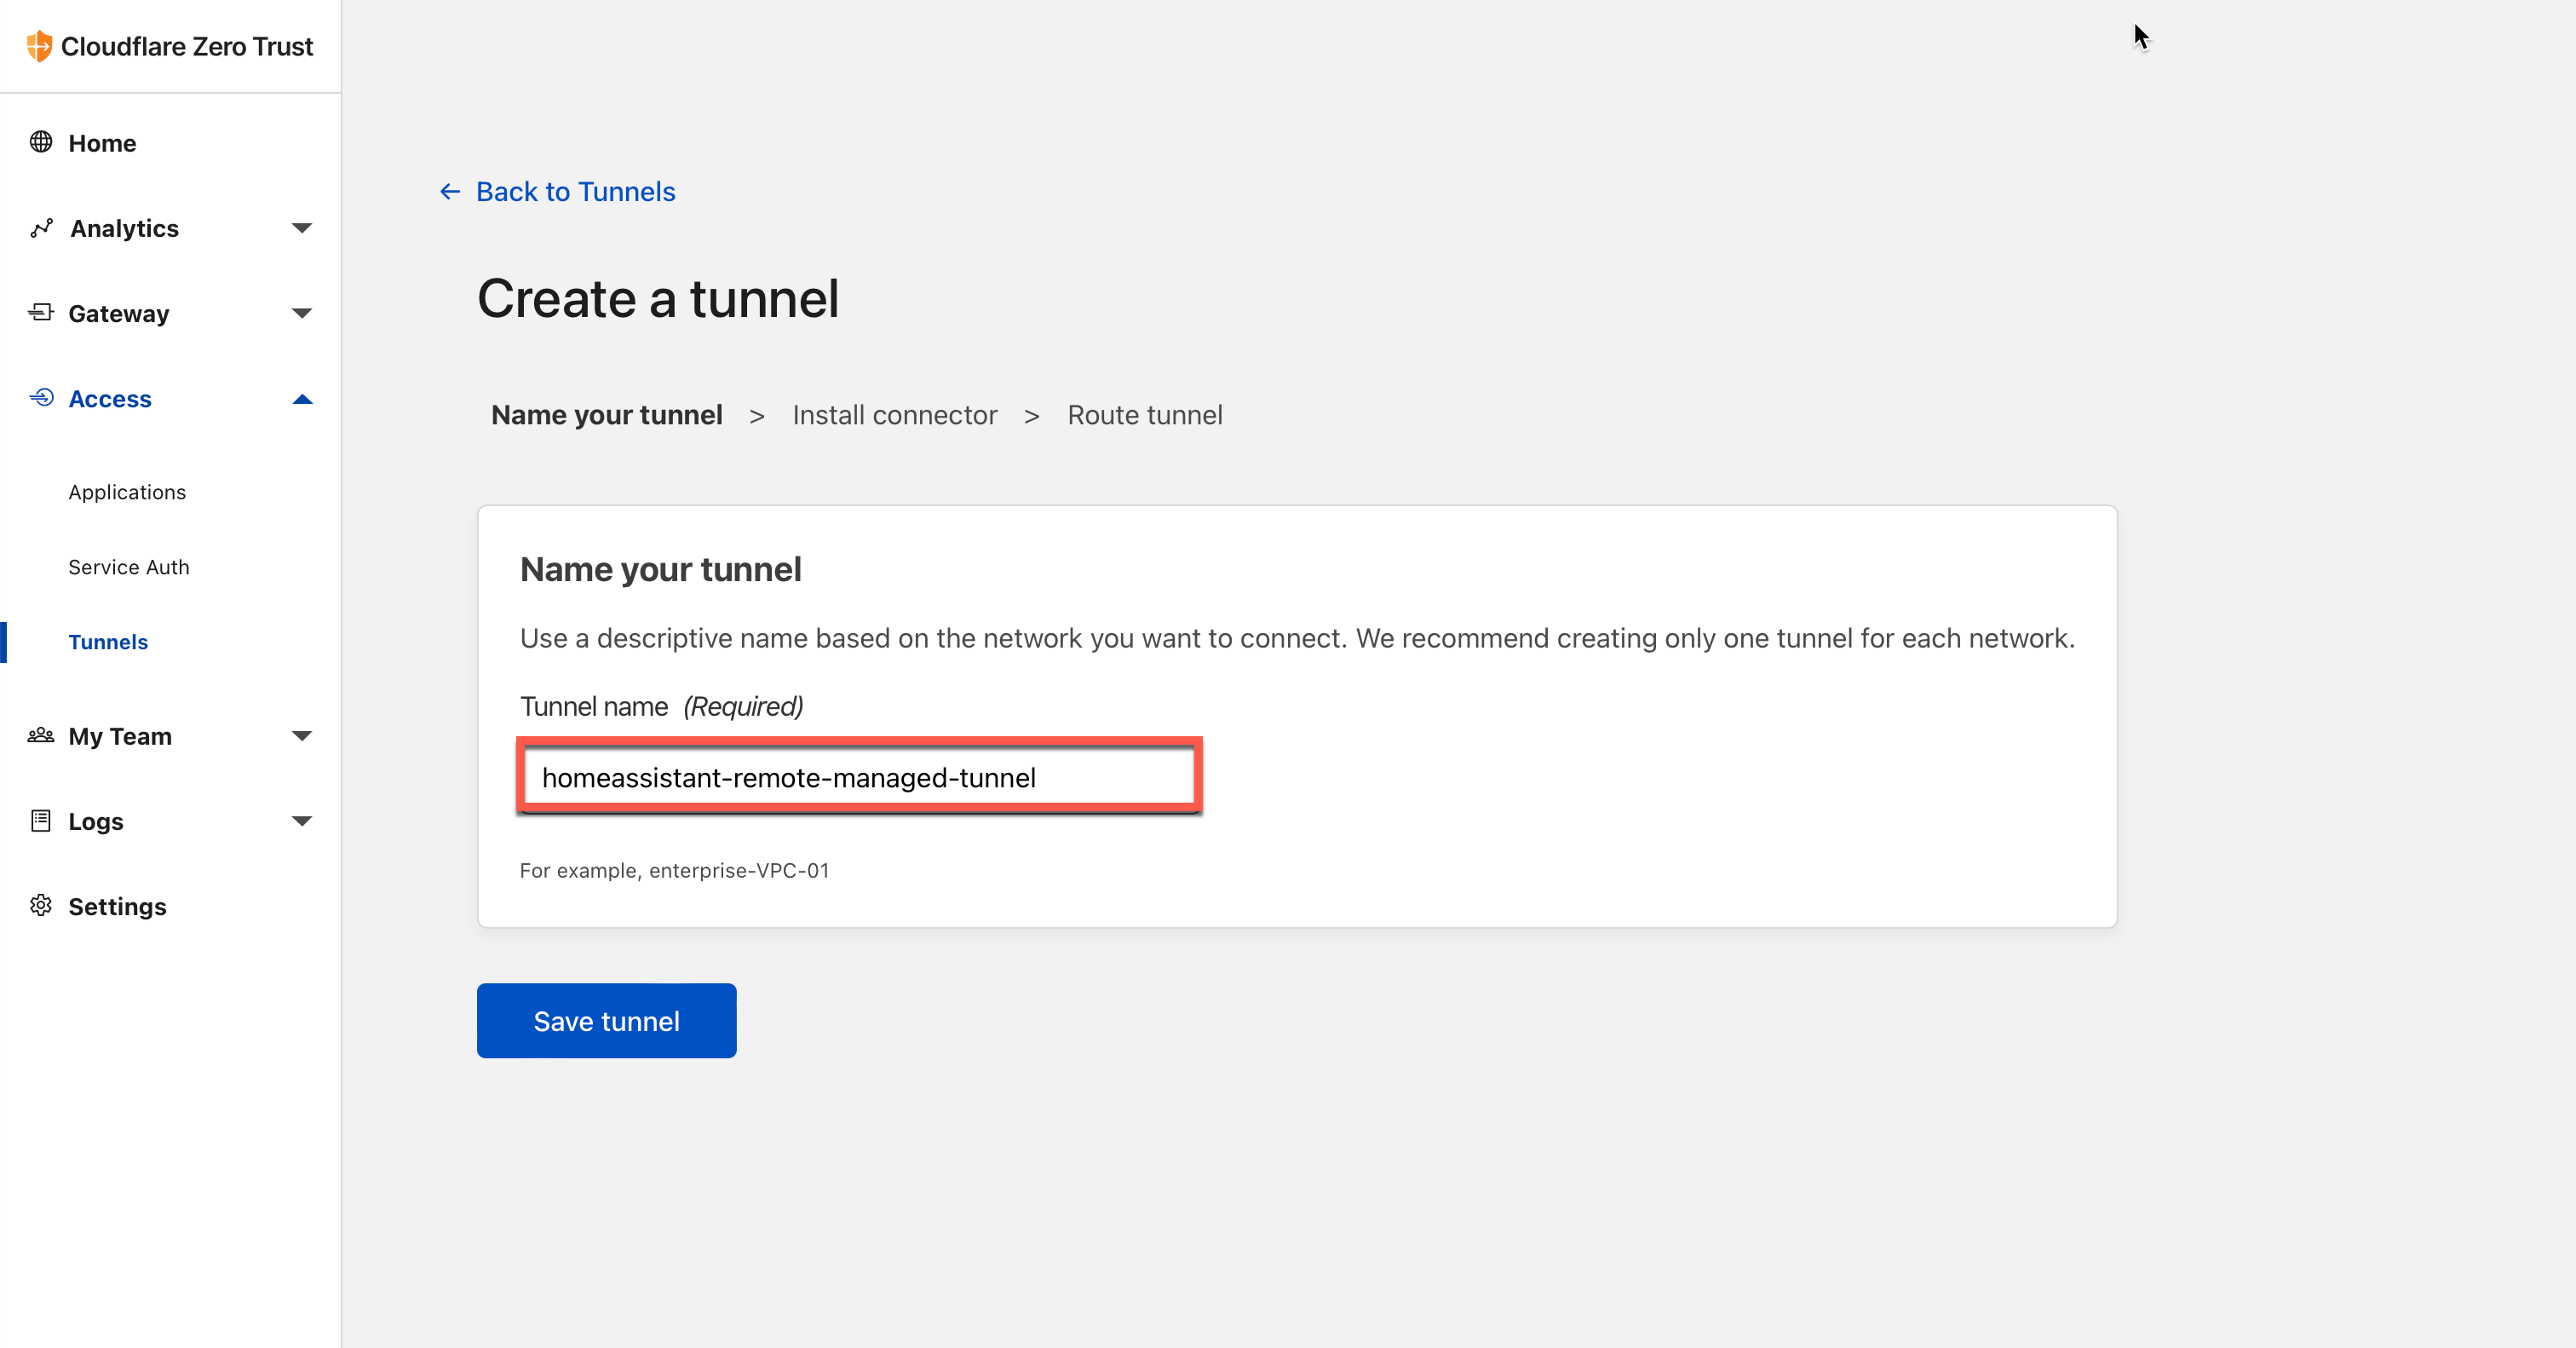 Cloudflare Zero Trust
Home
Analytics
Gateway
Access
Applications
Service Auth
Tunnels
My Team
Logs
Settings
← Back to Tunnels
Create a tunnel
Name your tunnel > Install connector > Route tunnel
Name your tunnel
Use a descriptive name based on the network you want to connect. We recommend creating only one tunnel for each network.
Tunnel name (Required)
homeassistant-remote-managed-tunnel
For example, enterprise-VPC-01
Save tunnel